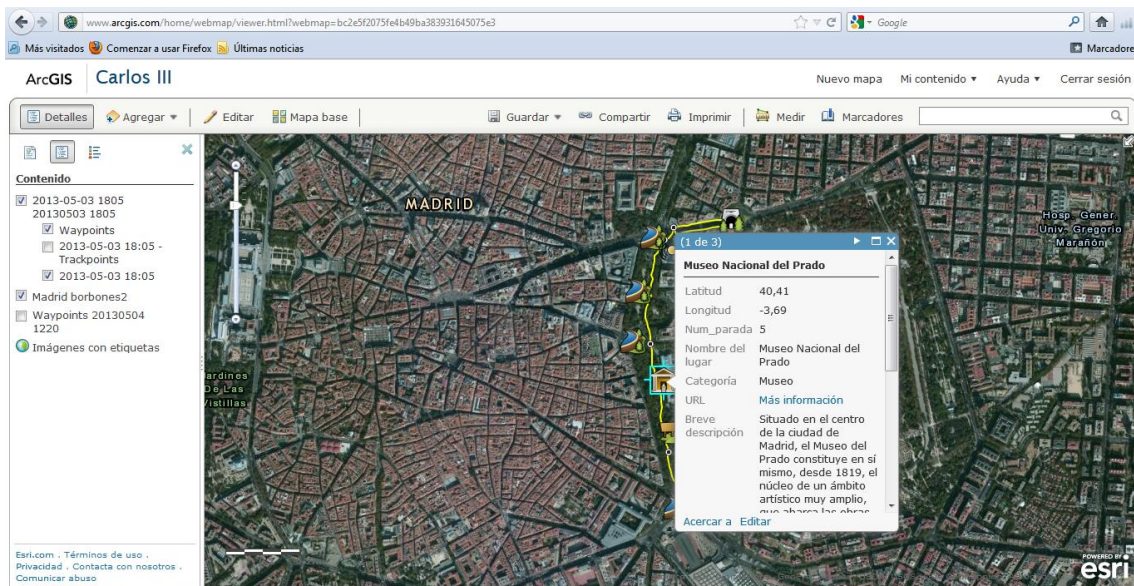 www.arcgis.com/home/webmap/viewer.html?webmap=bc2e5f2075fe4b49ba383931645075e3
Google
Más visitados Comenzar a usar Firefox Últimas noticias
Marcadore
ArcGIS Carlos III
Nuevo mapa Mi contenido Ayuda Cerrar sesión
Detalles Agregar Editar Mapa base Guardar Compartir Imprimir Medir Marcadores
Contenido
2013-05-03 1805
20130503 1805
Waypoints
2013-05-03 18:05 -
Trackpoints
2013-05-03 18:05
Madrid borbones2
Waypoints 20130504
1220
Imágenes con etiquetas
Esri.com . Términos de uso .
Privacidad . Contacta con nosotros .
Comunicar abuso
MADRID
Jardines
De Las
Vistillas
Hosp. Gener.
Univ. Gregorio
Marañón
(1 de 3)
Museo Nacional del Prado
Latitud 40,41
Longitud -3,69
Num_parada 5
Nombre del lugar Museo Nacional del
Prado
Categoría Museo
URL Más información
Breve descripción Situado en el centro
de la ciudad de
Madrid, el Museo del
Prado constituye en sí
mismo, desde 1819, el
núcleo de un ámbito
artístico muy amplio,
que abarca las obras
Acercar a Editar
POWERED BY
esri